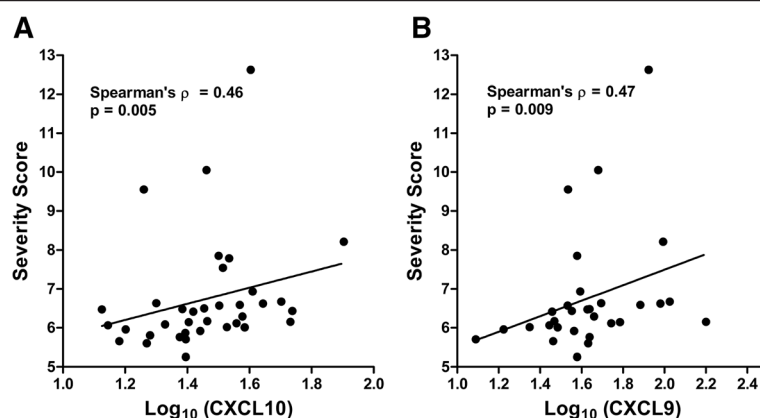 A
13
12
11
10
9
8
7
6
5
Severity Score
Spearman's ρ = 0.46
p = 0.005
1.0 1.2 1.4 1.6 1.8 2.0
Log10 (CXCL10)
B
13
12
11
10
9
8
7
6
5
Severity Score
Spearman's ρ = 0.47
p = 0.009
1.0 1.2 1.4 1.6 1.8 2.0 2.2 2.4
Log10 (CXCL9)